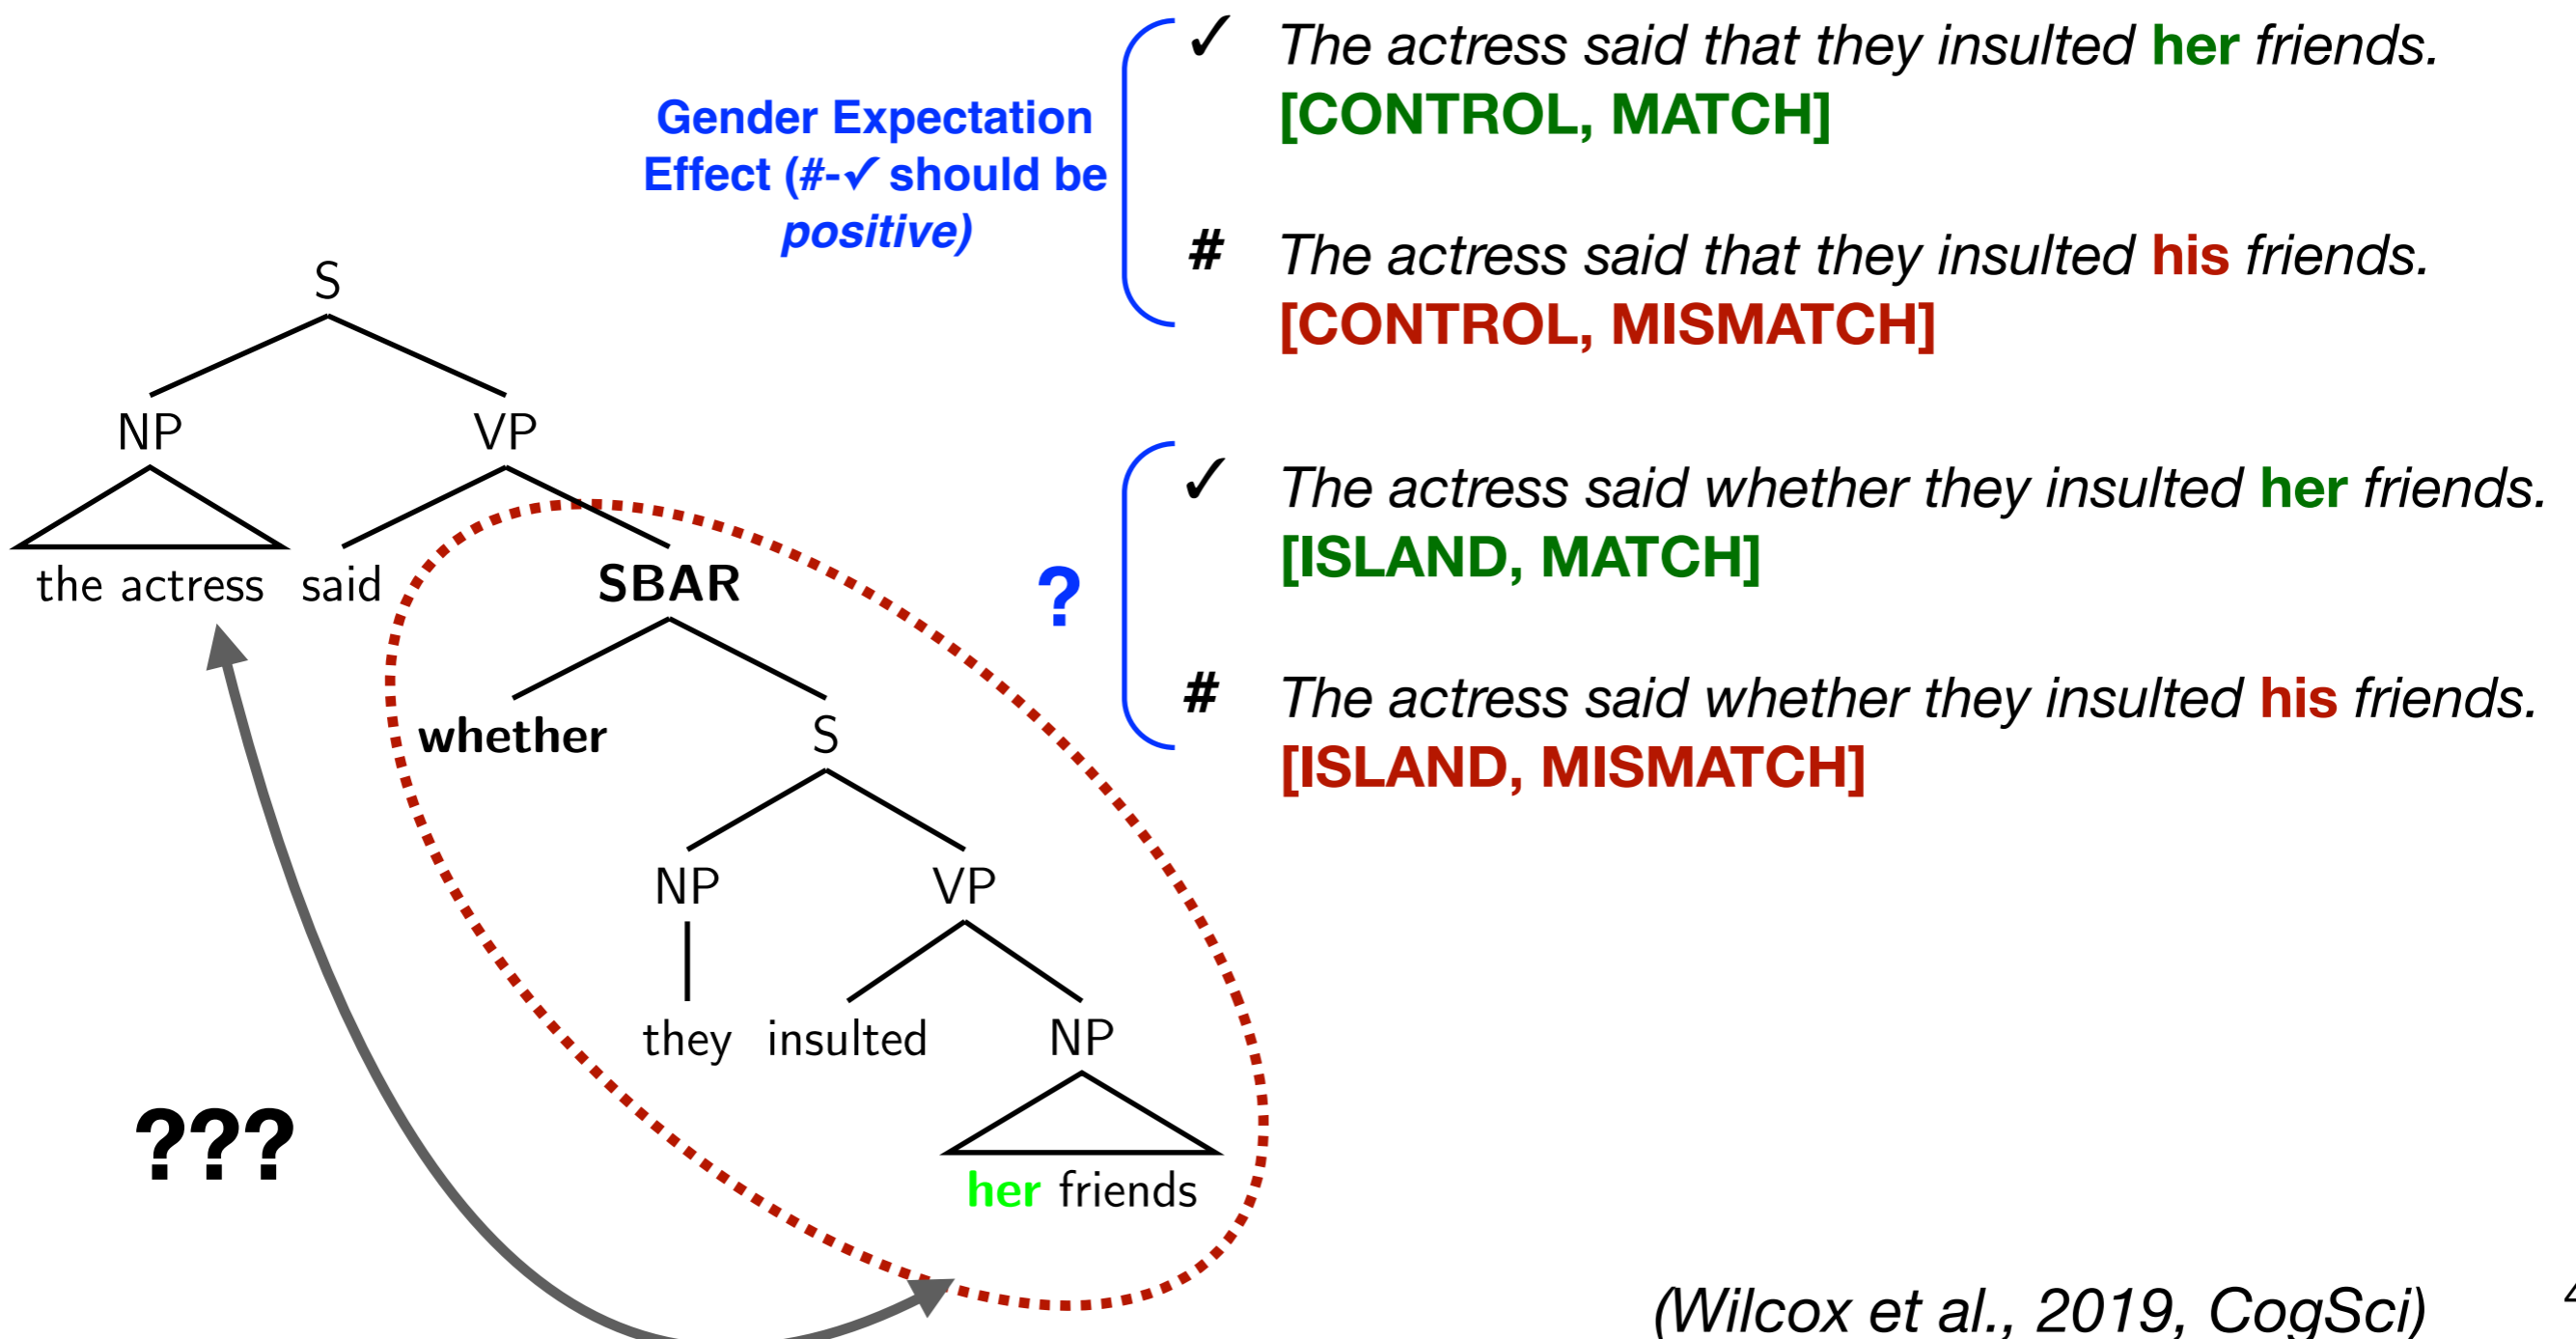 ✓ The actress said that they insulted her friends.
[CONTROL, MATCH]
Gender Expectation
Effect (#-✓ should be
positive)
# The actress said that they insulted his friends.
[CONTROL, MISMATCH]
✓ The actress said whether they insulted her friends.
[ISLAND, MATCH]
?
# The actress said whether they insulted his friends.
[ISLAND, MISMATCH]
S
NP VP
the actress said SBAR
whether S
NP VP
they insulted NP
her friends
???
(Wilcox et al., 2019, CogSci)